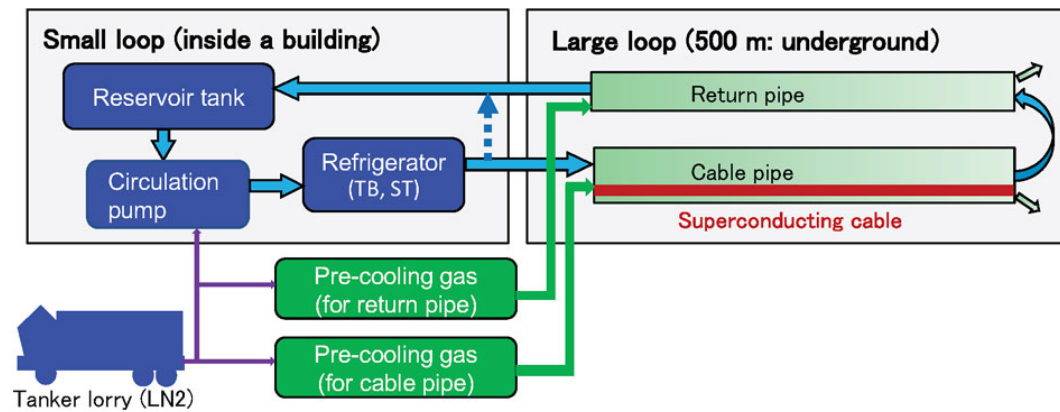 Small loop (inside a building)
Large loop (500 m: underground)
Reservoir tank
Return pipe
Circulation
pump
Refrigerator
(TB, ST)
Cable pipe
Superconducting cable
Pre-cooling gas
(for return pipe)
Pre-cooling gas
(for cable pipe)
Tanker lorry (LN2)